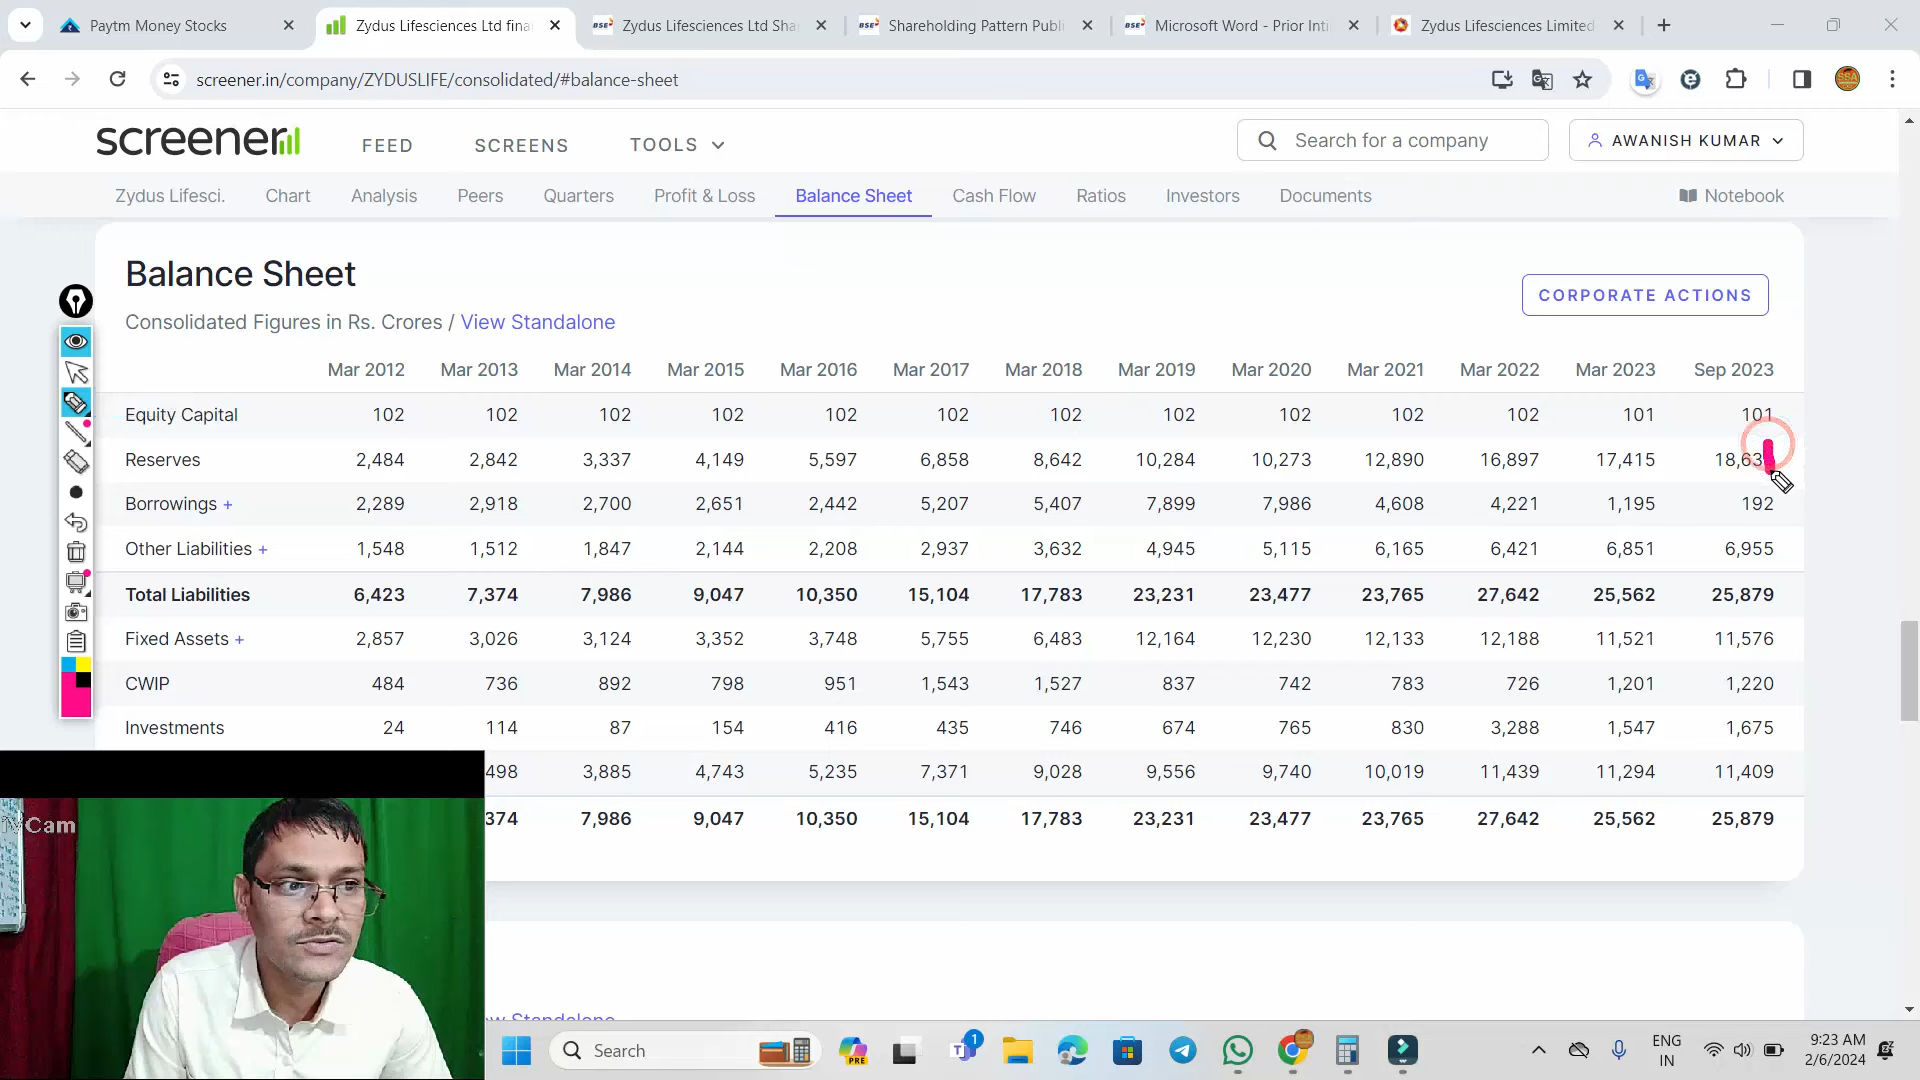 Paytm Money Stocks
Zydus Lifesciences Ltd fina
Zydus Lifesciences Ltd Sha
Shareholding Pattern Publi
Microsoft Word - Prior Inti
Zydus Lifesciences Limited
screener.in/company/ZYDUSLIFE/consolidated/#balance-sheet
screener FEED SCREENS TOOLS Search for a company AWANISH KUMAR
Zydus Lifesci. Chart Analysis Peers Quarters Profit & Loss Balance Sheet Cash Flow Ratios Investors Documents Notebook
Balance Sheet
CORPORATE ACTIONS
Consolidated Figures in Rs. Crores / View Standalone
Mar 2012 Mar 2013 Mar 2014 Mar 2015 Mar 2016 Mar 2017 Mar 2018 Mar 2019 Mar 2020 Mar 2021 Mar 2022 Mar 2023 Sep 2023
Equity Capital 102 102 102 102 102 102 102 102 102 102 102 101 101
Reserves 2,484 2,842 3,337 4,149 5,597 6,858 8,642 10,284 10,273 12,890 16,897 17,415
Borrowings + 2,289 2,918 2,700 2,651 2,442 5,207 5,407 7,899 7,986 4,608 4,221 1,195 192
Other Liabilities + 1,548 1,512 1,847 2,144 2,208 2,937 3,632 4,945 5,115 6,165 6,421 6,851 6,955
Total Liabilities 6,423 7,374 7,986 9,047 10,350 15,104 17,783 23,231 23,477 23,765 27,642 25,562 25,879
Fixed Assets + 2,857 3,026 3,124 3,352 3,748 5,755 6,483 12,164 12,230 12,133 12,188 11,521 11,576
CWIP 484 736 892 798 951 1,543 1,527 837 742 783 726 1,201 1,220
Investments 24 114 87 154 416 435 746 674 765 830 3,288 1,547 1,675
498 3,885 4,743 5,235 7,371 9,028 9,556 9,740 10,019 11,439 11,294 11,409
374 7,986 9,047 10,350 15,104 17,783 23,231 23,477 23,765 27,642 25,562 25,879
Cam
Standalone
Search
PRE
1
ENG
IN
9:23 AM
2/6/2024